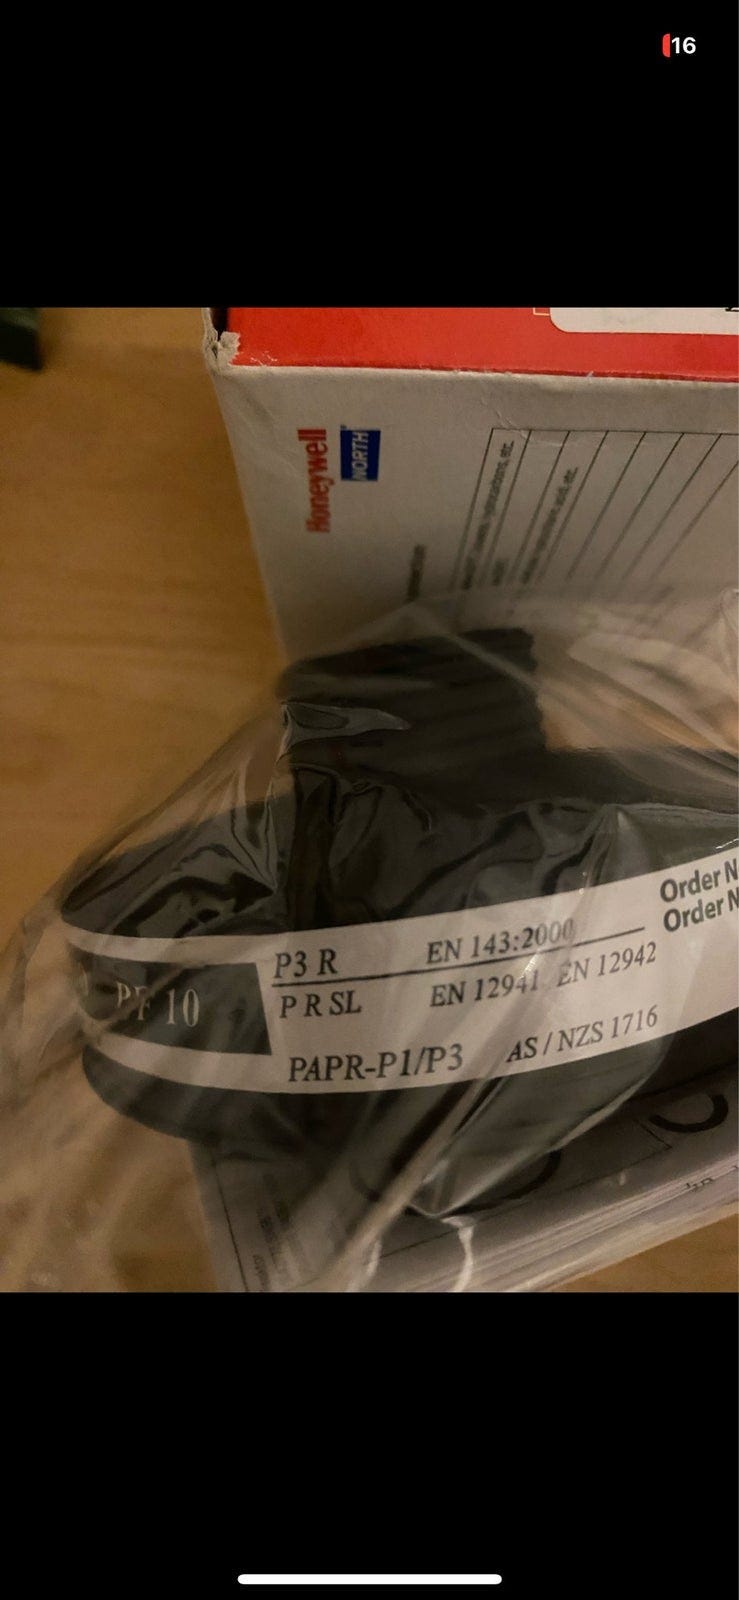 16
Honeywell
NORTH
Order N
Order N
P3 R EN 143:2000
P R SL EN 12941 EN 12942
PAPR-P1/P3 AS / NZS 1716
PF 10